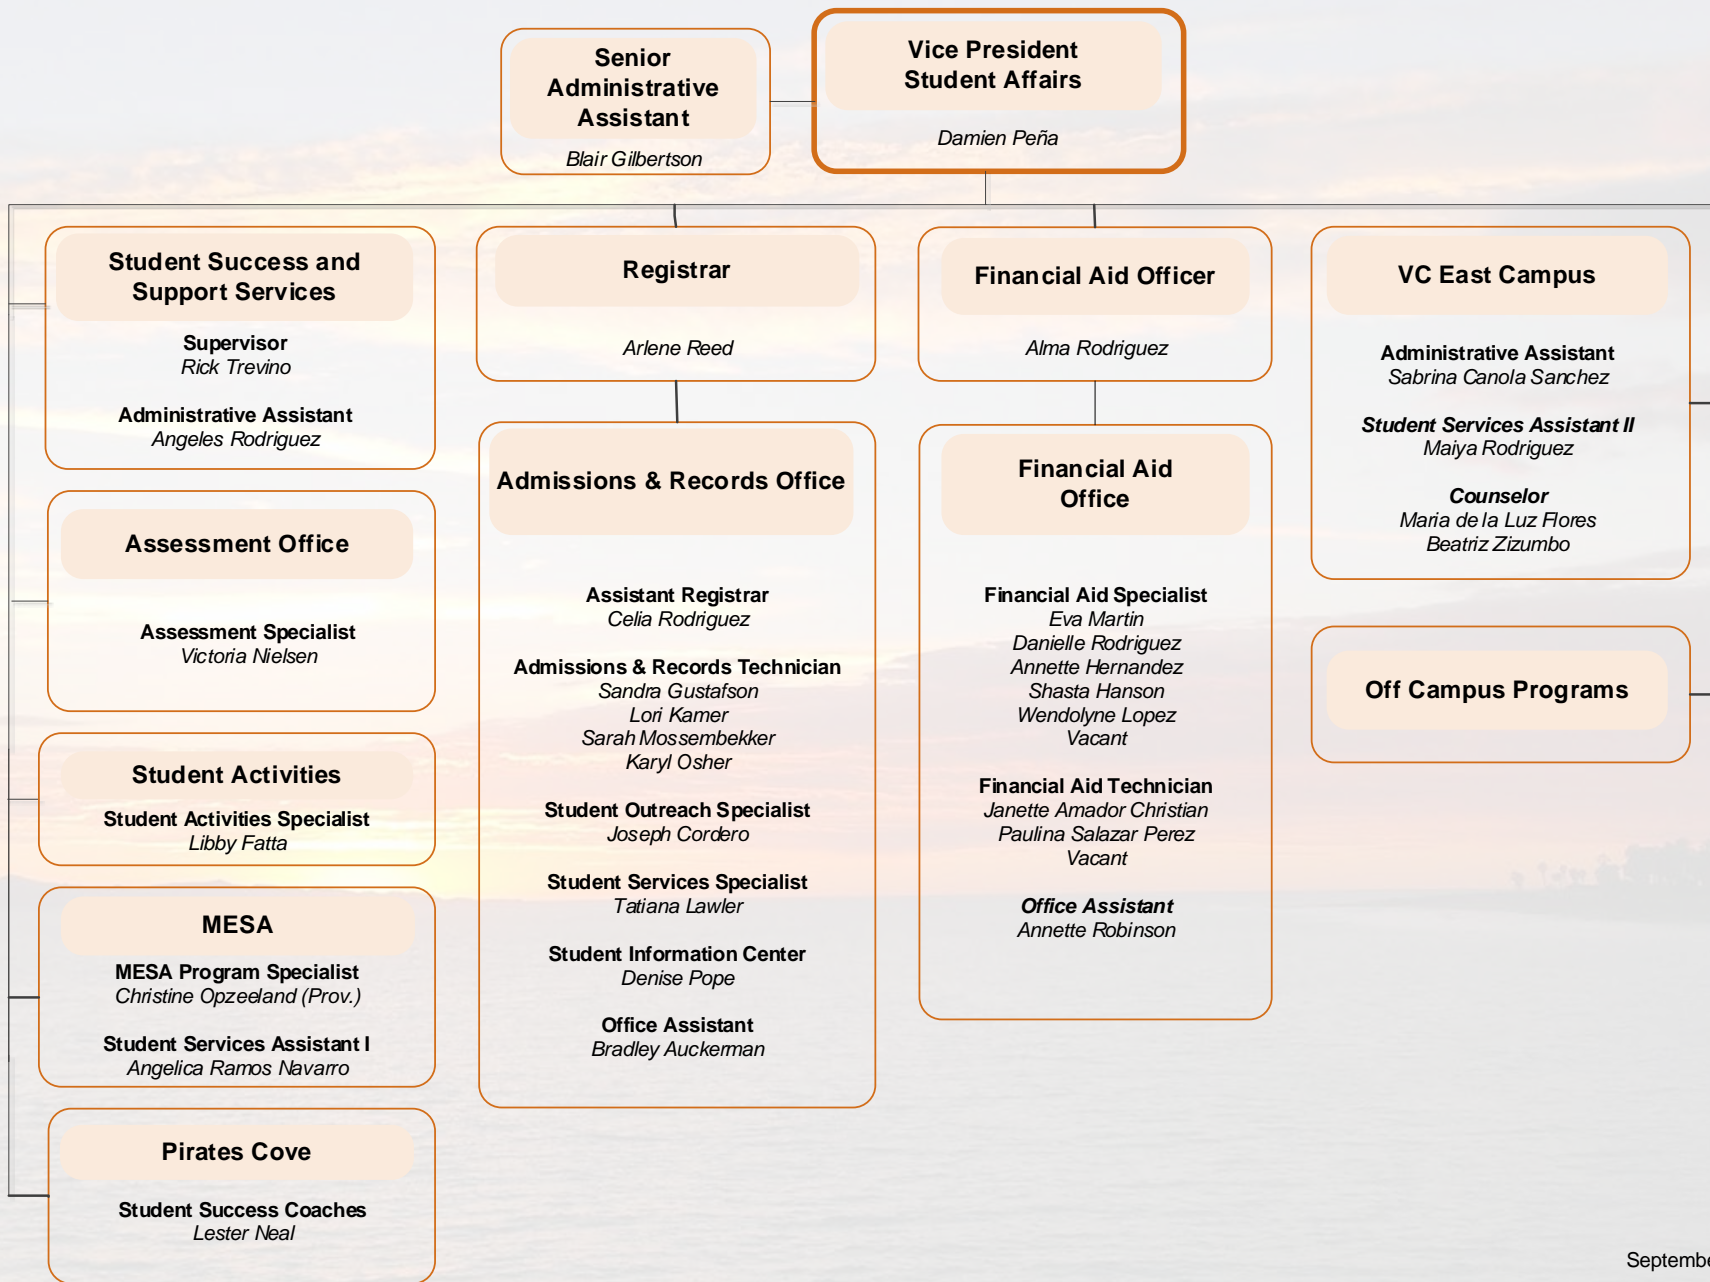 Senior
Administrative
Assistant
Blair Gilbertson
Vice President
Student Affairs
Damien Peña
Student Success and
Support Services
Supervisor
Rick Trevino
Administrative Assistant
Angeles Rodriguez
Assessment Office
Assessment Specialist
Victoria Nielsen
Student Activities
Student Activities Specialist
Libby Fatta
MESA
MESA Program Specialist
Christine Opzeeland (Prov.)
Student Services Assistant I
Angelica Ramos Navarro
Pirates Cove
Student Success Coaches
Lester Neal
Registrar
Arlene Reed
Admissions & Records Office
Assistant Registrar
Celia Rodriguez
Admissions & Records Technician
Sandra Gustafson
Lori Kamer
Sarah Mossembekker
Karyl Osher
Student Outreach Specialist
Joseph Cordero
Student Services Specialist
Tatiana Lawler
Student Information Center
Denise Pope
Office Assistant
Bradley Auckerman
Financial Aid Officer
Alma Rodriguez
Financial Aid
Office
Financial Aid Specialist
Eva Martin
Danielle Rodriguez
Annette Hernandez
Shasta Hanson
Wendolyne Lopez
Vacant
Financial Aid Technician
Janette Amador Christian
Paulina Salazar Perez
Vacant
Office Assistant
Annette Robinson
VC East Campus
Administrative Assistant
Sabrina Canola Sanchez
Student Services Assistant II
Maiya Rodriguez
Counselor
Maria de la Luz Flores
Beatriz Zizumbo
Off Campus Programs
Septembe